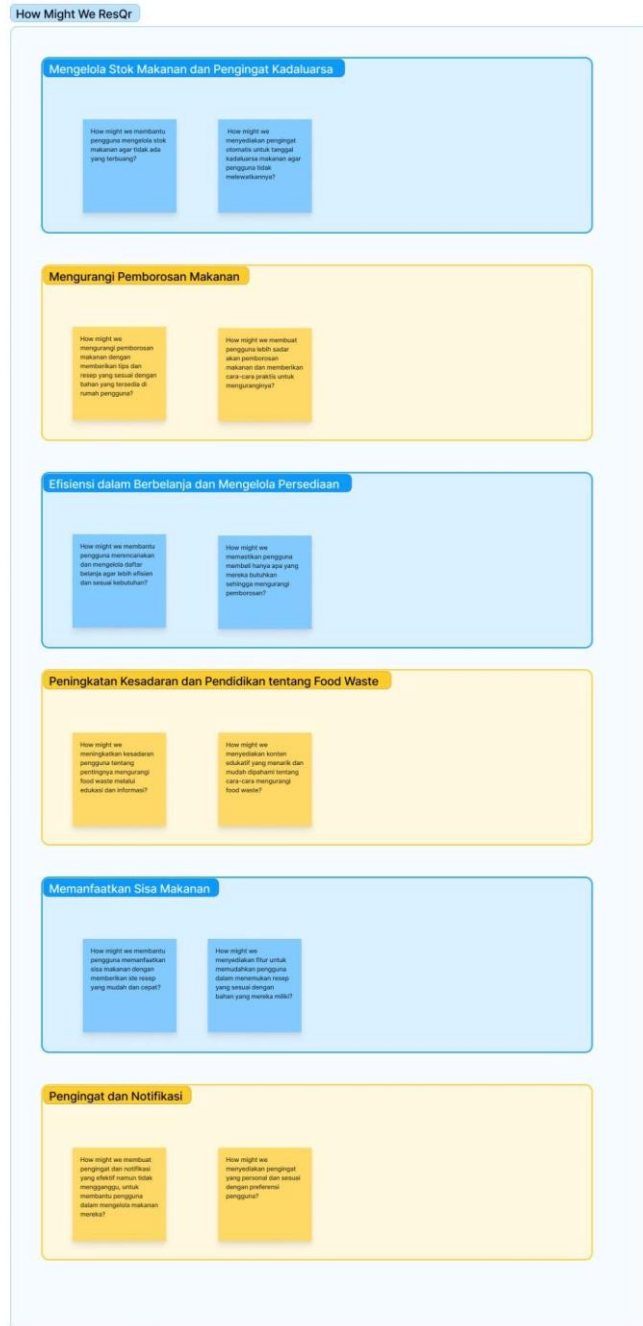 How Might We ResQr
Mengelola Stok Makanan dan Pengingat Kadaluarsa
How might we membantu
pengguna mengelola stok
makanan agar tidak ada
yang terbuang?
How might we
menyediakan pengingat
otomatis untuk tanggal
kadaluarsa makanan agar
pengguna tidak
melewatkannya?
Mengurangi Pemborosan Makanan
How might we
mengurangi pemborosan
makanan dengan
memberikan tips dan
resep yang sesuai dengan
bahan yang tersedia di
rumah pengguna?
How might we membuat
pengguna lebih sadar
akan pemborosan
makanan dan memberikan
cara-cara praktis untuk
menguranginya?
Efisiensi dalam Berbelanja dan Mengelola Persediaan
How might we membantu
pengguna merencanakan
dan mengelola daftar
belanja agar lebih efisien
dan sesuai kebutuhan?
How might we
memastikan pengguna
membeli hanya apa yang
mereka butuhkan
sehingga mengurangi
pemborosan?
Peningkatan Kesadaran dan Pendidikan tentang Food Waste
How might we
meningkatkan kesadaran
pengguna tentang
pentingnya mengurangi
food waste melalui
edukasi dan informasi?
How might we
menyediakan konten
edukatif yang menarik dan
mudah dipahami tentang
cara-cara mengurangi
food waste?
Memanfaatkan Sisa Makanan
How might we membantu
pengguna memanfaatkan
sisa makanan dengan
memberikan ide resep
yang mudah dan cepat?
How might we
menyediakan fitur untuk
memudahkan pengguna
dalam menemukan resep
yang sesuai dengan
bahan yang mereka miliki?
Pengingat dan Notifikasi
How might we membuat
pengingat dan notifikasi
yang efektif namun tidak
mengganggu, untuk
membantu pengguna
dalam mengelola makanan
mereka?
How might we
menyediakan pengingat
yang personal dan sesuai
dengan preferensi
pengguna?